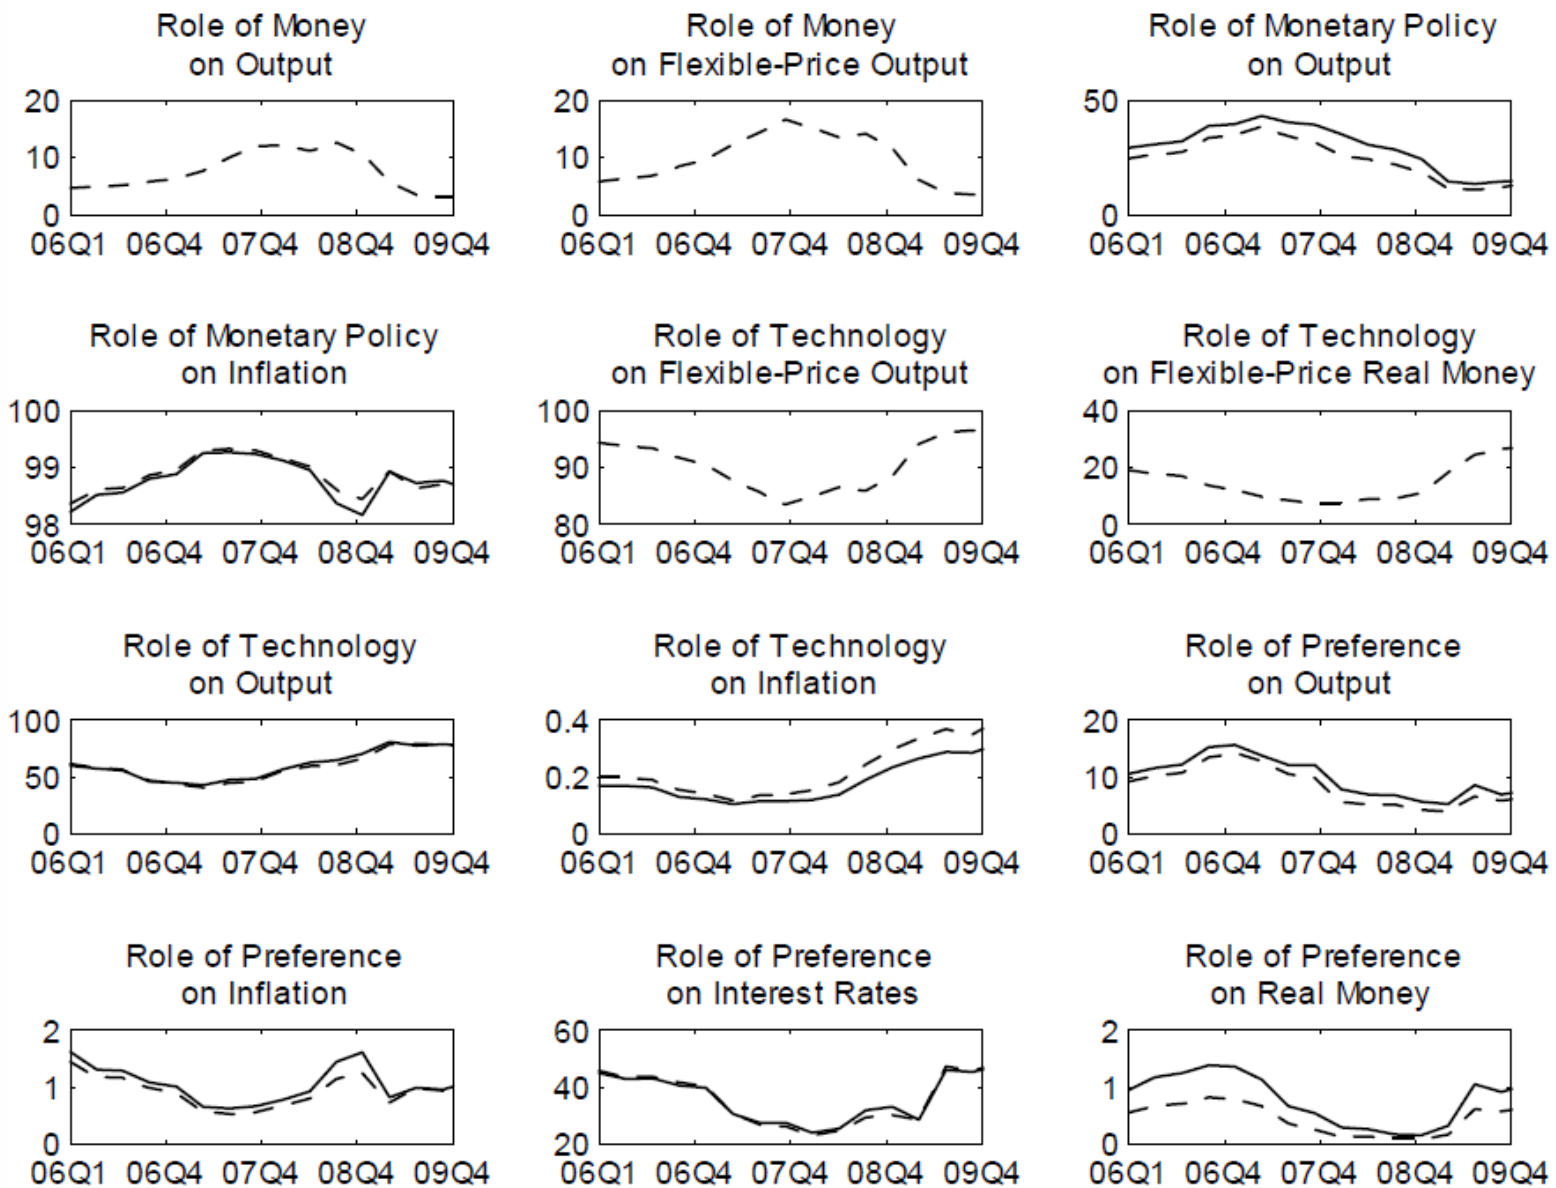 Role of Money
on Output
20
10
0
06Q1 06Q4 07Q4 08Q4 09Q4
Role of Money
on Flexible-Price Output
20
10
0
06Q1 06Q4 07Q4 08Q4 09Q4
Role of Monetary Policy
on Output
50
0
06Q1 06Q4 07Q4 08Q4 09Q4
Role of Monetary Policy
on Inflation
100
99
98
06Q1 06Q4 07Q4 08Q4 09Q4
Role of Technology
on Flexible-Price Output
100
90
80
06Q1 06Q4 07Q4 08Q4 09Q4
Role of Technology
on Flexible-Price Real Money
40
20
0
06Q1 06Q4 07Q4 08Q4 09Q4
Role of Technology
on Output
100
50
0
06Q1 06Q4 07Q4 08Q4 09Q4
Role of Technology
on Inflation
0.4
0.2
0
06Q1 06Q4 07Q4 08Q4 09Q4
Role of Preference
on Output
20
10
0
06Q1 06Q4 07Q4 08Q4 09Q4
Role of Preference
on Inflation
2
1
0
06Q1 06Q4 07Q4 08Q4 09Q4
Role of Preference
on Interest Rates
60
40
20
06Q1 06Q4 07Q4 08Q4 09Q4
Role of Preference
on Real Money
2
1
0
06Q1 06Q4 07Q4 08Q4 09Q4